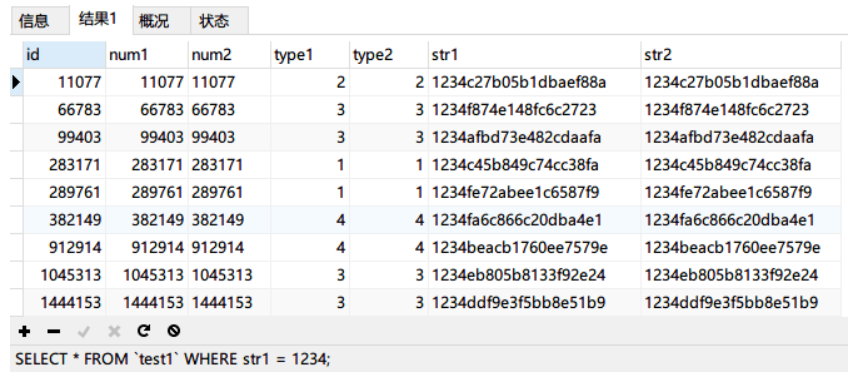 信息 结果1 概况 状态
id num1 num2 type1 type2 str1 str2
11077 11077 11077 2 2 1234c27b05b1dbaef88a 1234c27b05b1dbaef88a
66783 66783 66783 3 3 1234f874e148fc6c2723 1234f874e148fc6c2723
99403 99403 99403 3 3 1234afbd73e482cdaafa 1234afbd73e482cdaafa
283171 283171 283171 1 1 1234c45b849c74cc38fa 1234c45b849c74cc38fa
289761 289761 289761 1 1 1234fe72abee1c6587f9 1234fe72abee1c6587f9
382149 382149 382149 4 4 1234fa6c866c20dba4e1 1234fa6c866c20dba4e1
912914 912914 912914 4 4 1234beacb1760ee7579e 1234beacb1760ee7579e
1045313 1045313 1045313 3 3 1234eb805b8133f92e24 1234eb805b8133f92e24
1444153 1444153 1444153 3 3 1234ddf9e3f5bb8e51b9 1234ddf9e3f5bb8e51b9
SELECT * FROM `test1` WHERE str1 = 1234;